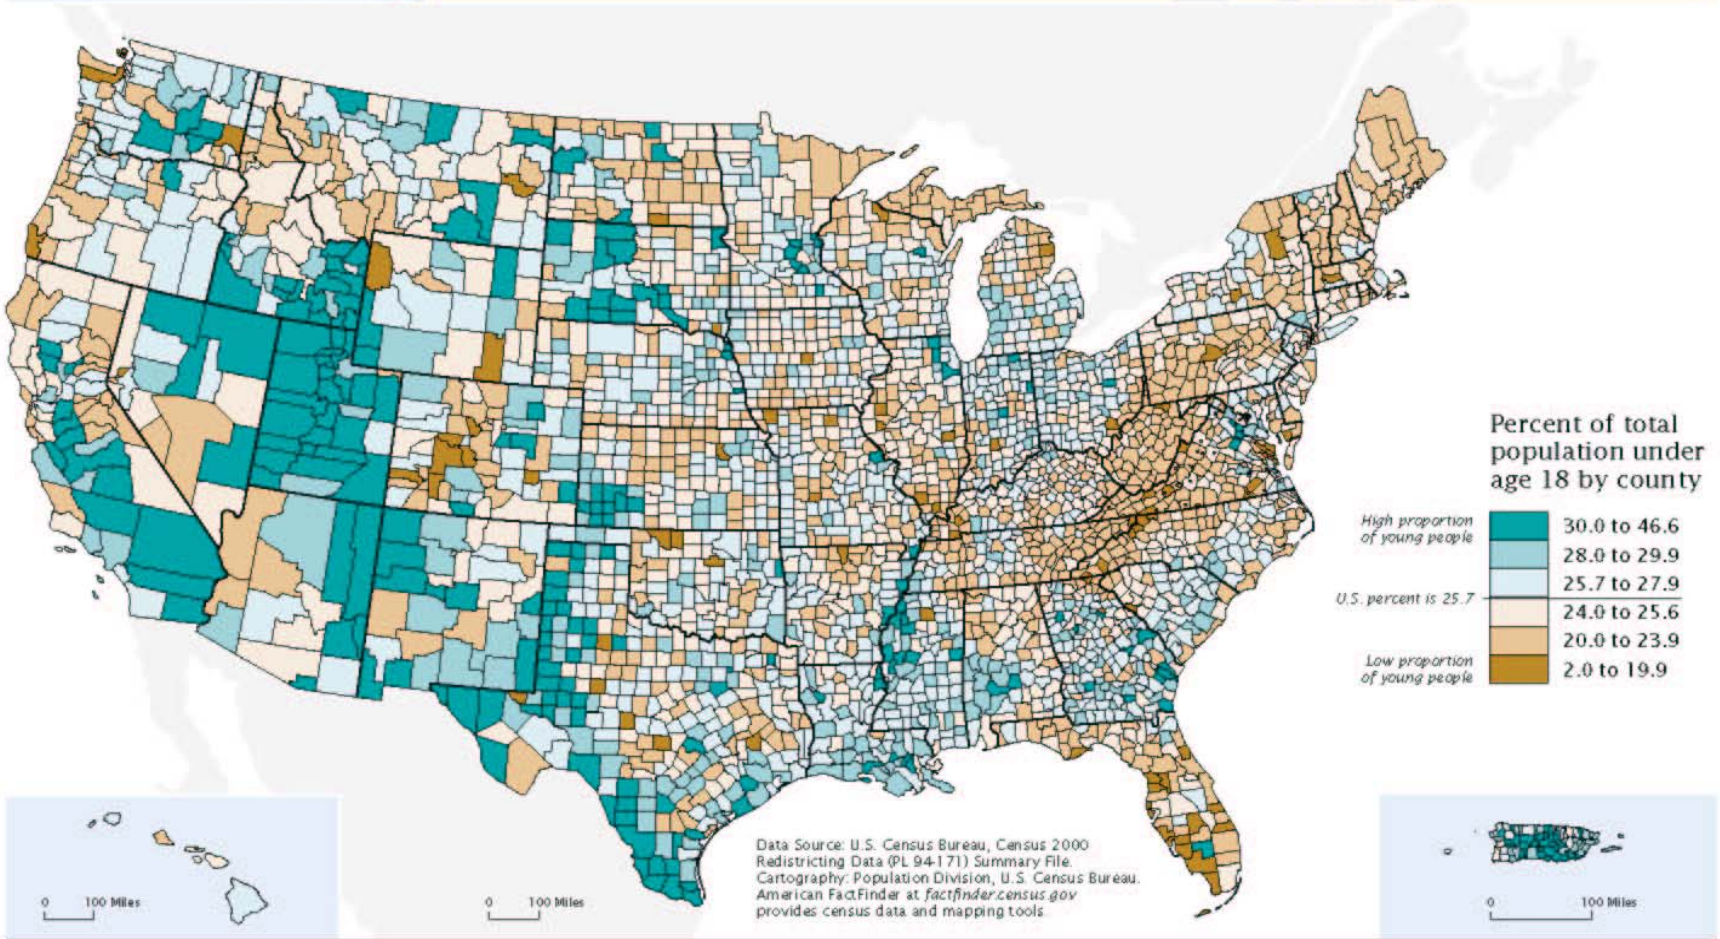 Percent of total
population under
age 18 by county
High proportion
of young people
30.0 to 46.6
28.0 to 29.9
25.7 to 27.9
U.S. percent is 25.7
24.0 to 25.6
20.0 to 23.9
Low proportion
of young people
2.0 to 19.9
Data Source: U.S. Census Bureau, Census 2000
Redistricting Data (PL 94-171) Summary File.
Cartography: Population Division, U.S. Census Bureau.
American FactFinder at factfinder.census.gov
provides census data and mapping tools.
0 100 Miles
0 100 Miles
0 100 Miles